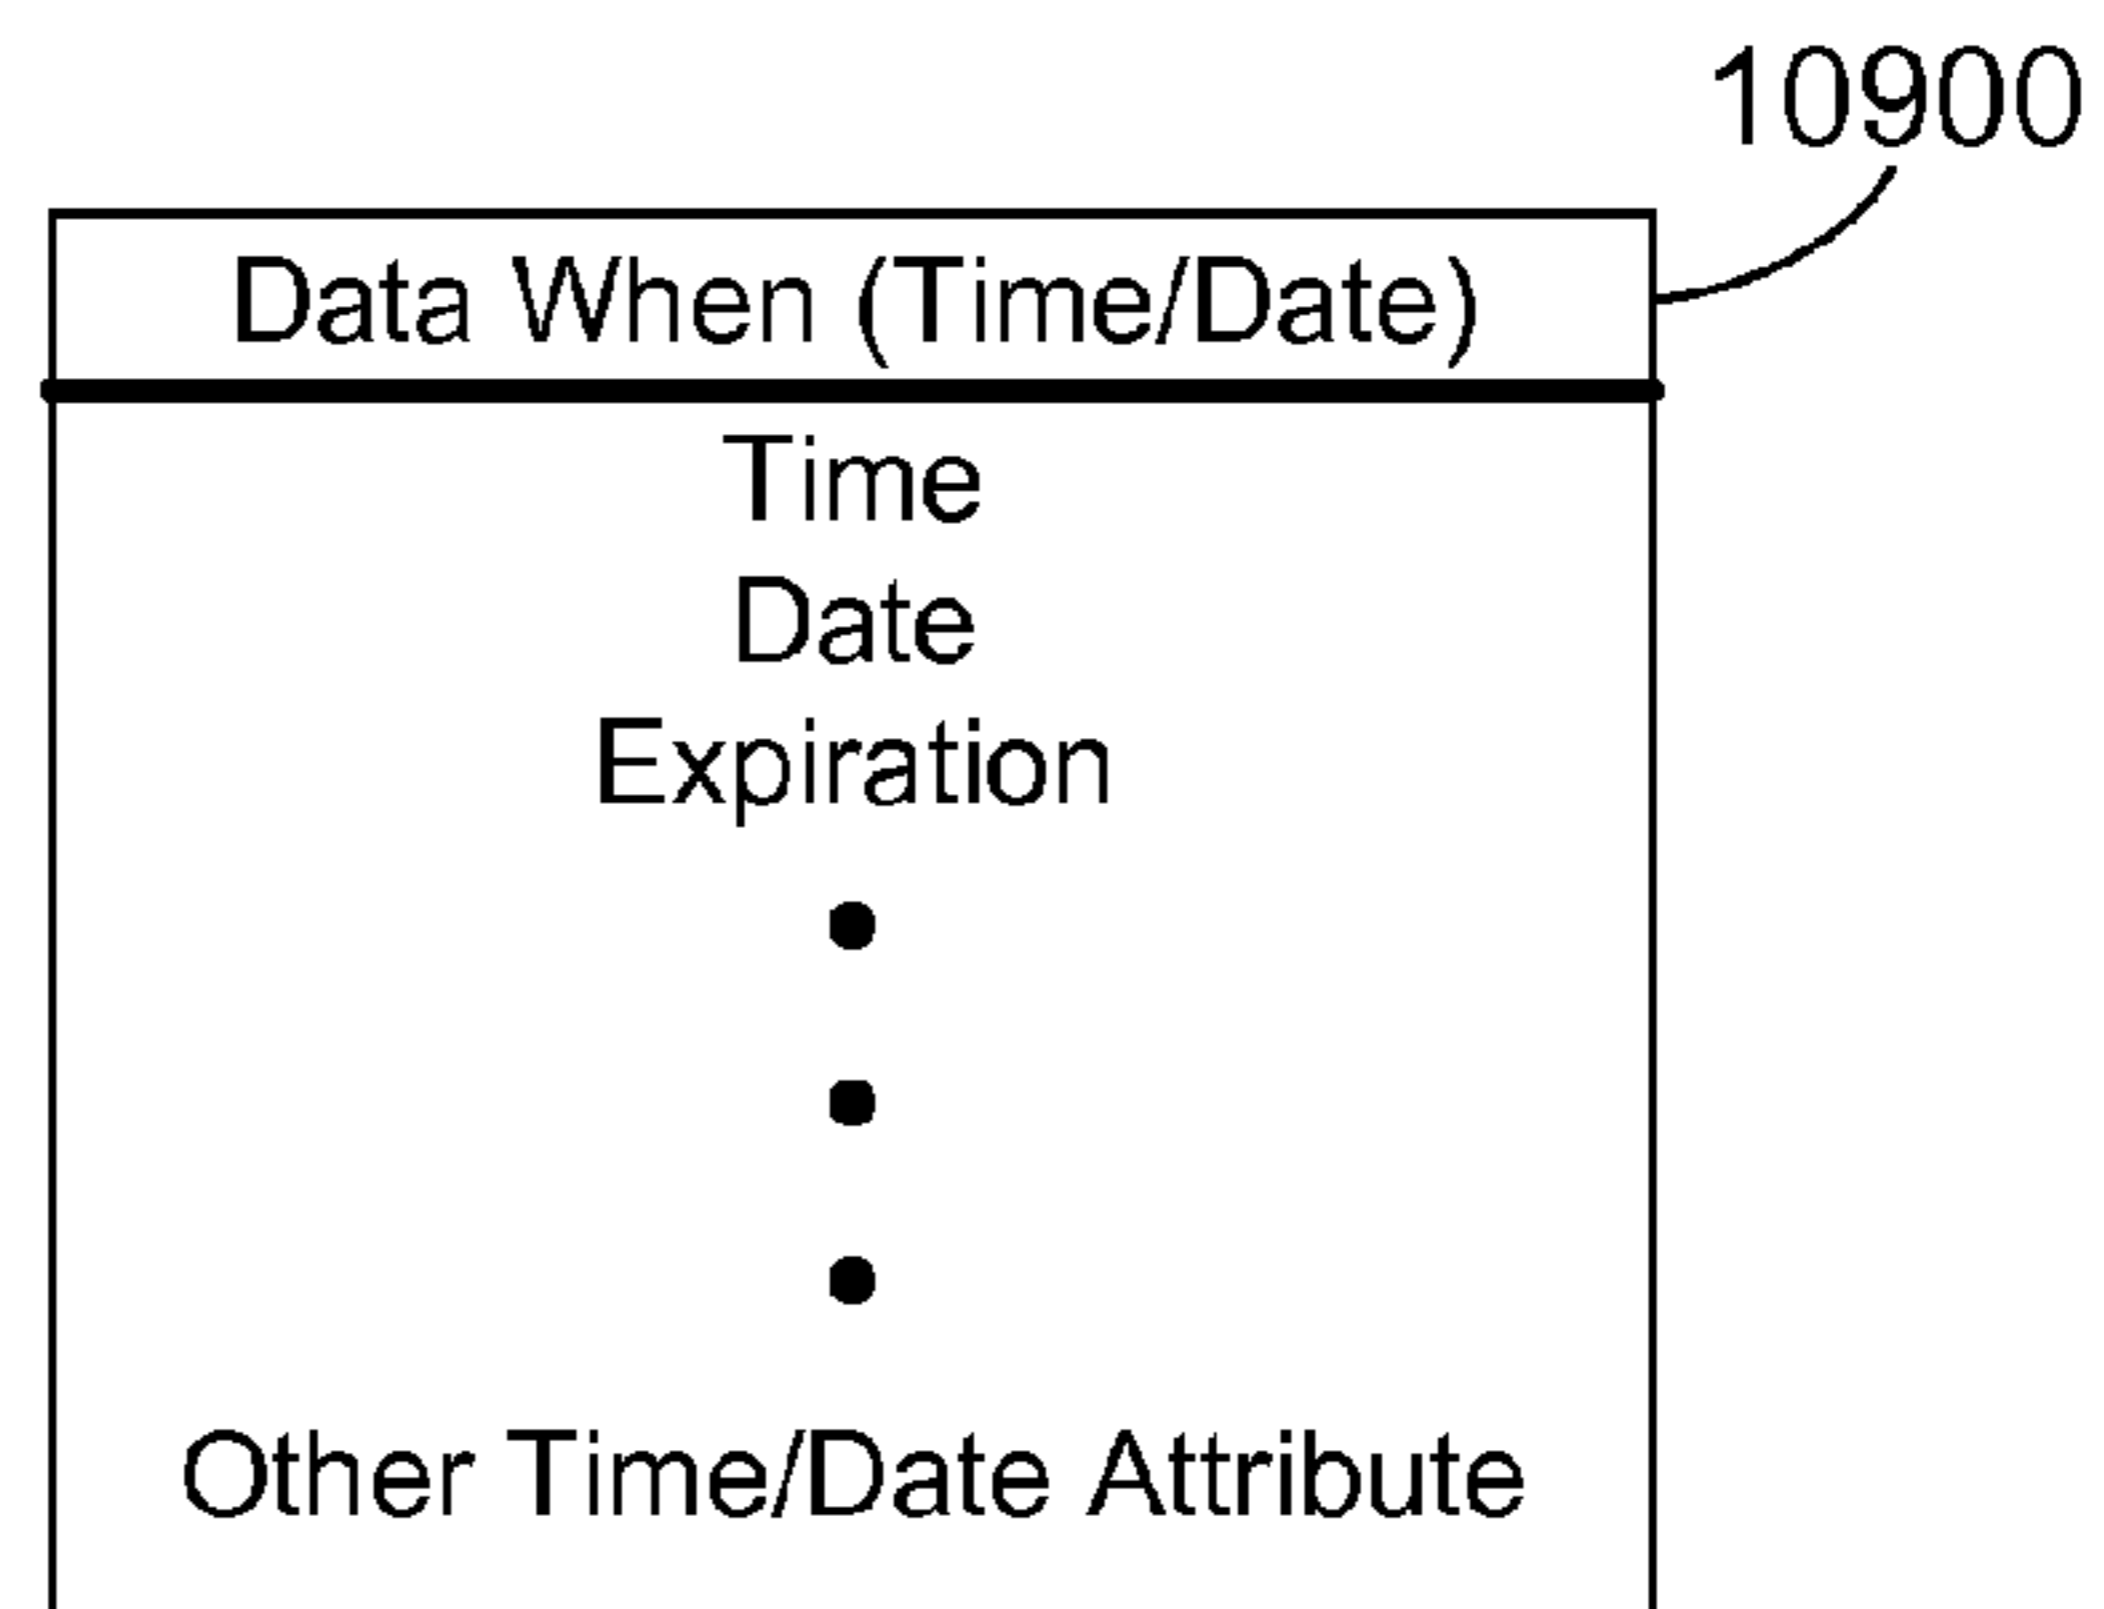 10900
Data When (Time/Date)
Time
Date
Expiration
Other Time/Date Attribute